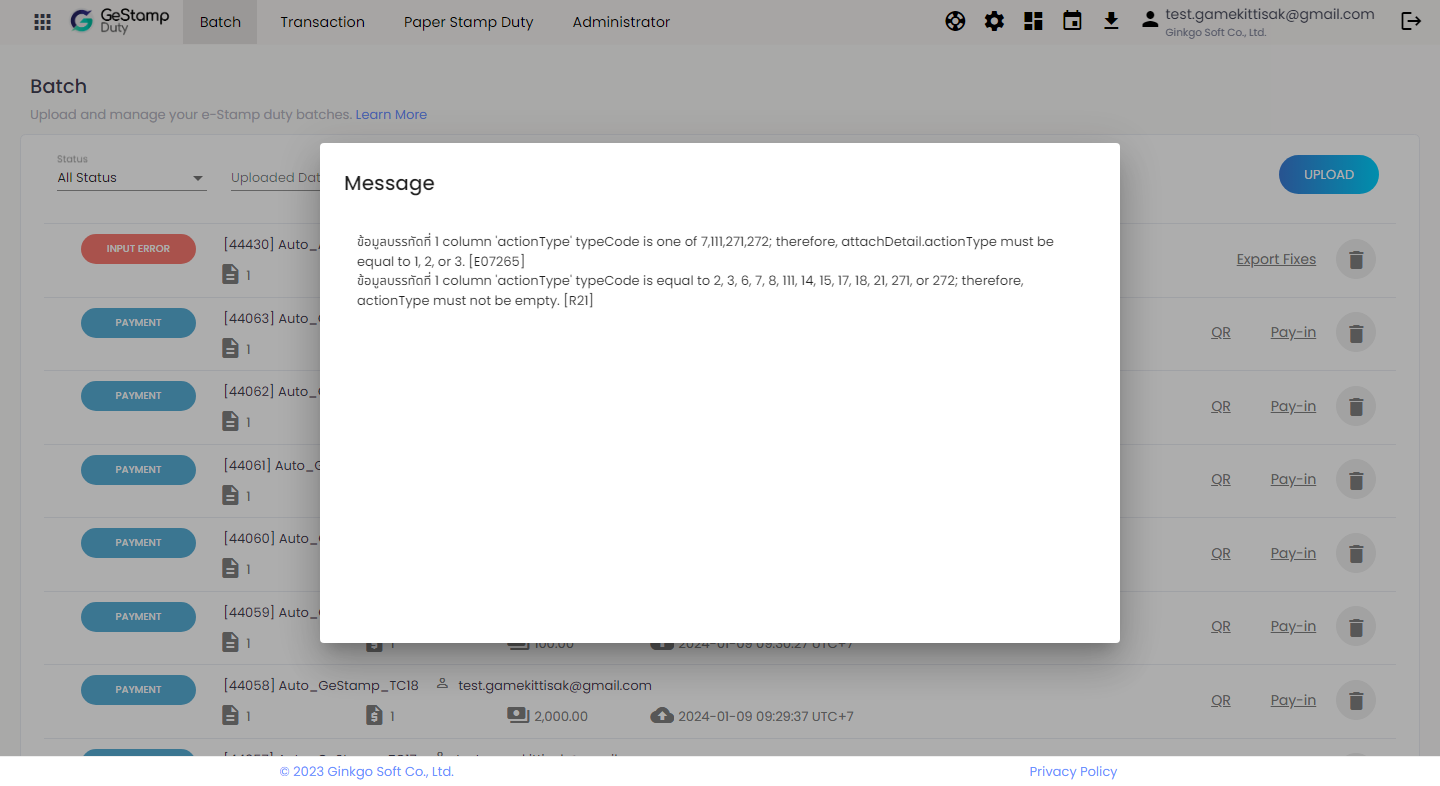 GeStamp
Duty
Batch
Transaction
Paper Stamp Duty
Administrator
test.gamekittisak@gmail.com
Ginkgo Soft Co., Ltd.
Batch
Upload and manage your e-Stamp duty batches. Learn More
Status
All Status
Uploaded Dat
UPLOAD
Message
ข้อมูลบรรทัดที่ 1 column 'actionType' typeCode is one of 7,111,271,272; therefore, attachDetail.actionType must be
equal to 1, 2, or 3. [E07265]
ข้อมูลบรรทัดที่ 1 column 'actionType' typeCode is equal to 2, 3, 6, 7, 8, 111, 14, 15, 17, 18, 21, 271, or 272; therefore,
actionType must not be empty. [R21]
INPUT ERROR
[44430] Auto_
1
Export Fixes
PAYMENT
[44063] Auto_
1
QR
Pay-in
PAYMENT
[44062] Auto_
1
QR
Pay-in
PAYMENT
[44061] Auto_
1
QR
Pay-in
PAYMENT
[44060] Auto_
1
QR
Pay-in
PAYMENT
[44059] Auto_
1
1
100.00
2024-01-09 09:30:27 UTC+7
QR
Pay-in
PAYMENT
[44058] Auto_GeStamp_TC18
test.gamekittisak@gmail.com
1
1
2,000.00
2024-01-09 09:29:37 UTC+7
QR
Pay-in
© 2023 Ginkgo Soft Co., Ltd.
Privacy Policy